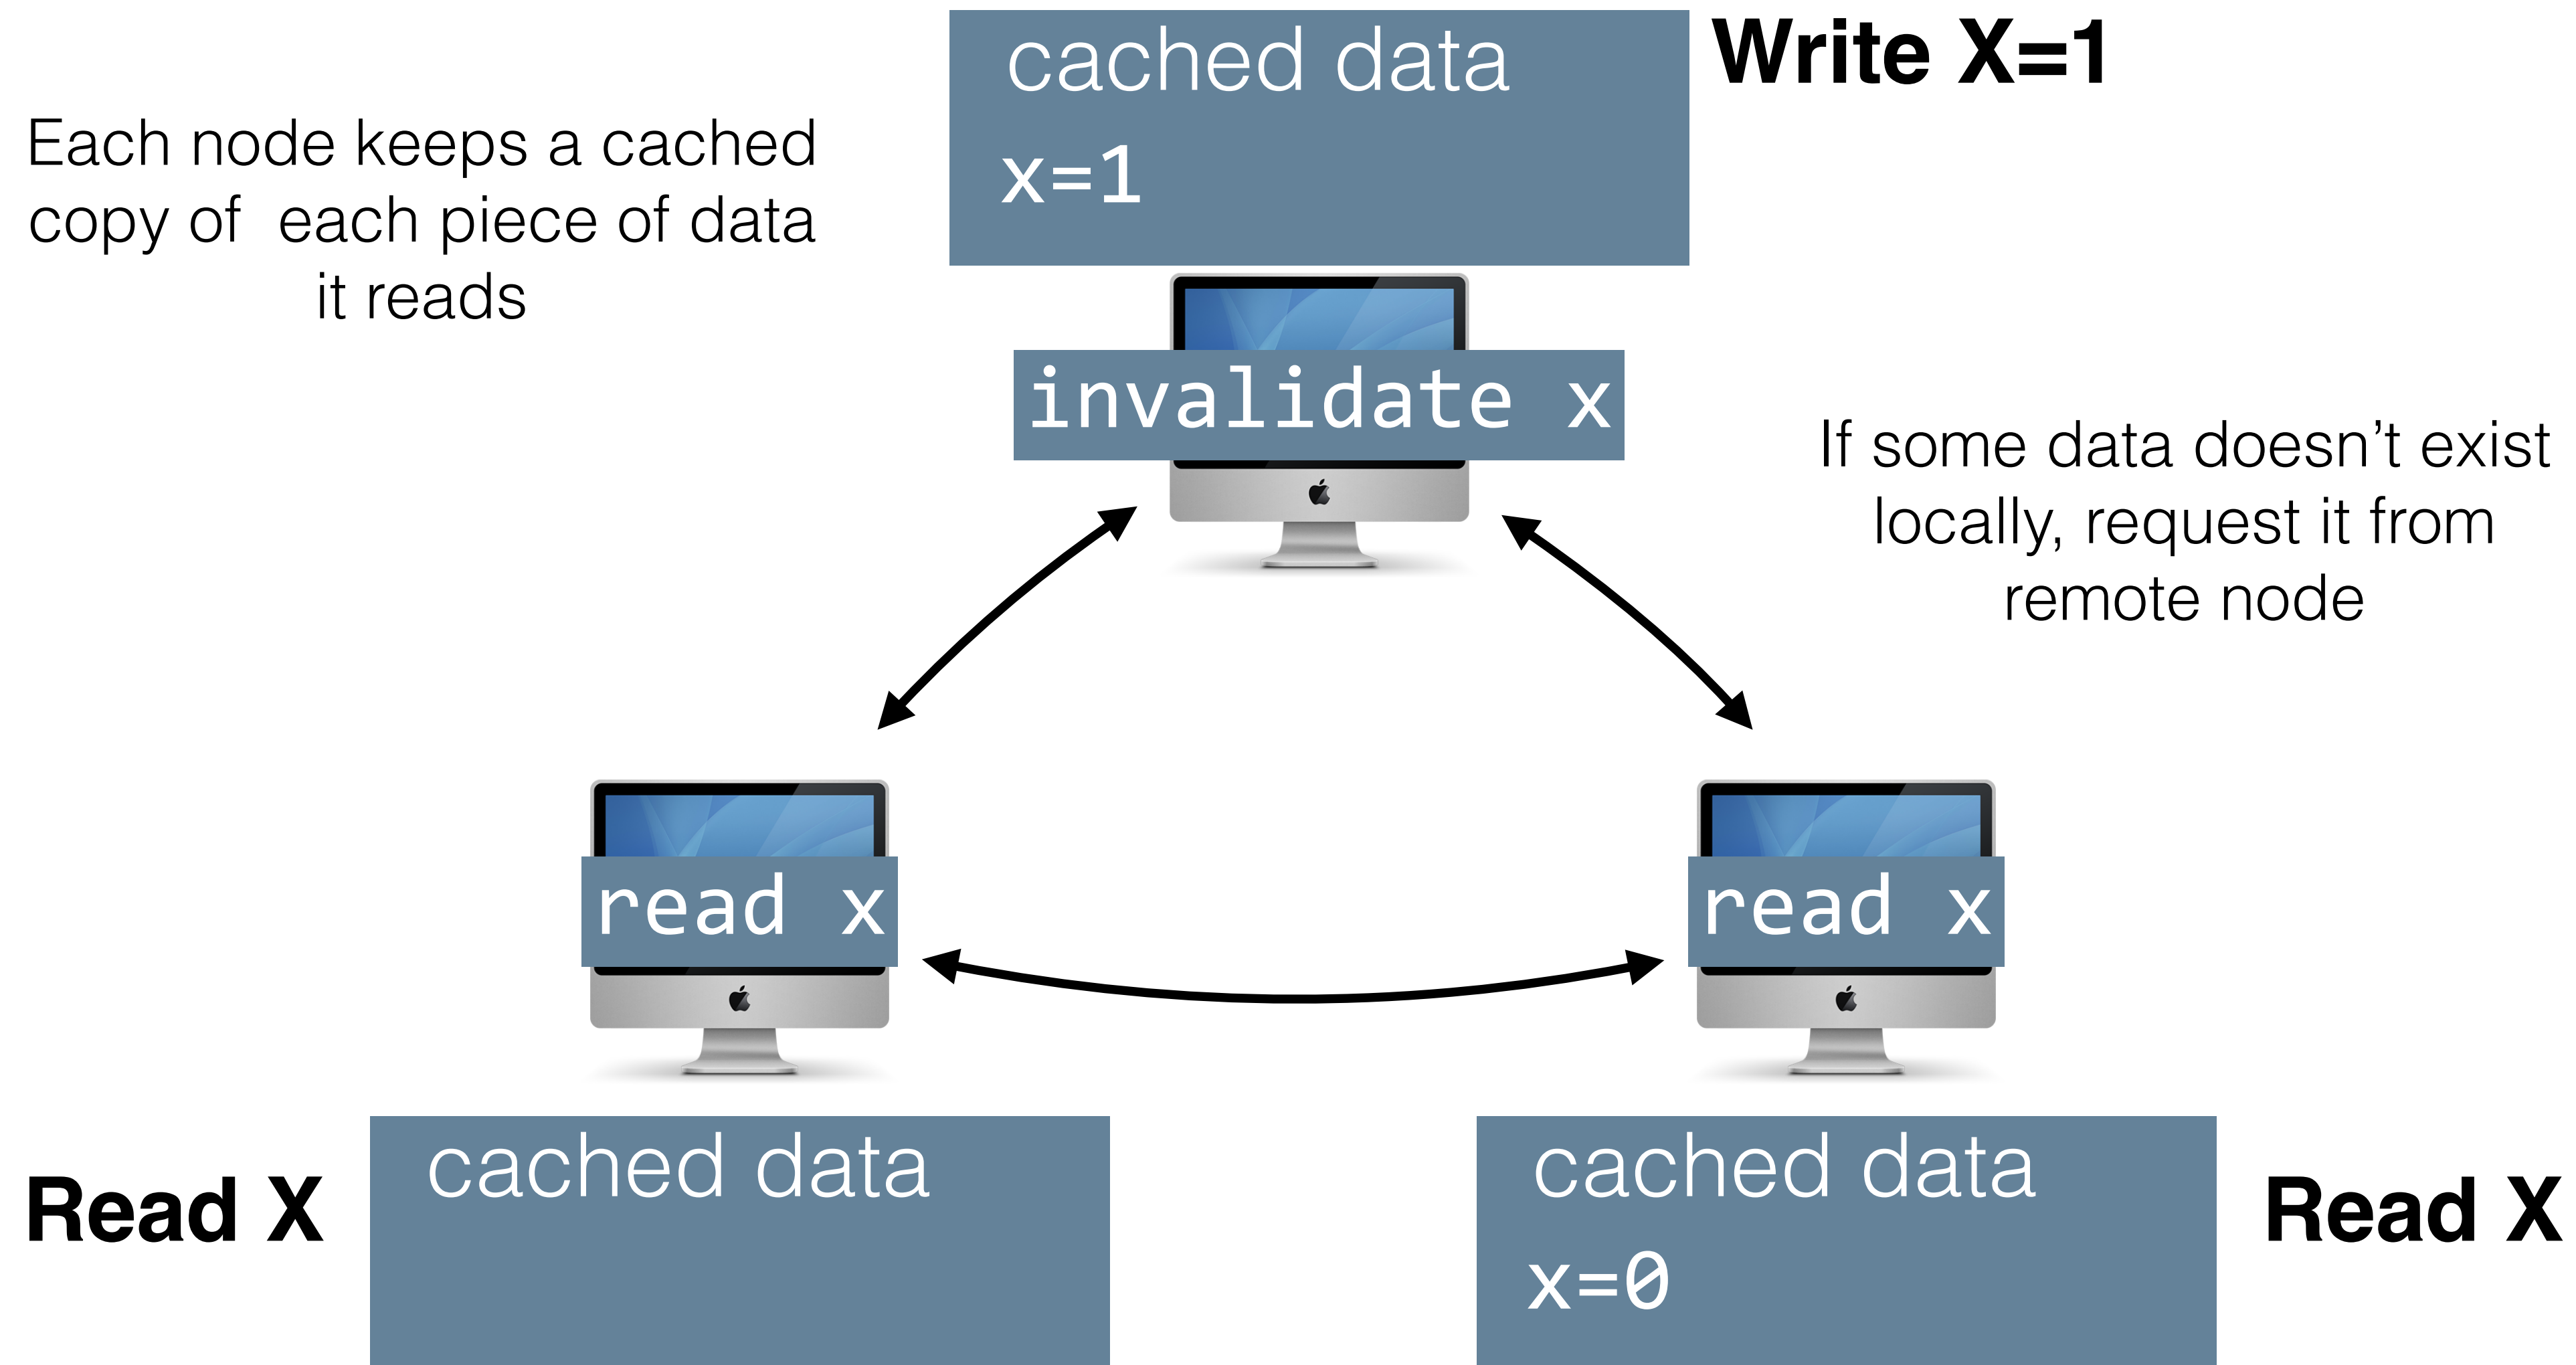 cached data
x=1
Write X=1
Each node keeps a cached
copy of each piece of data
it reads
invalidate x
If some data doesn't exist
locally, request it from
remote node
read x
read x
Read X
cached data
cached data
x=0
Read X